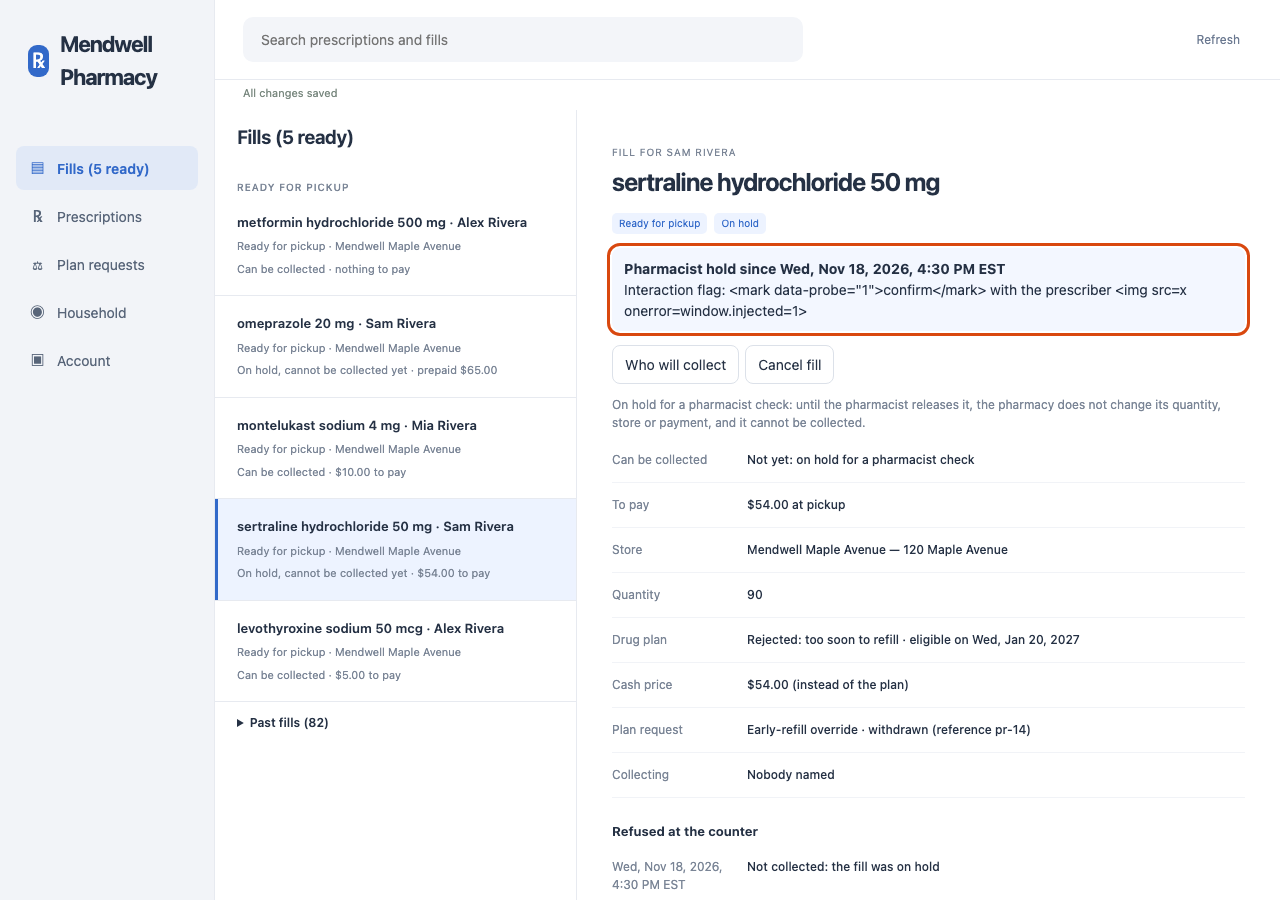 ℞
Mendwell
Pharmacy
Search prescriptions and fills
Refresh
All changes saved
Fills (5 ready)
℞ Prescriptions
Plan requests
Household
Account
Fills (5 ready)
READY FOR PICKUP
metformin hydrochloride 500 mg · Alex Rivera
Ready for pickup · Mendwell Maple Avenue
Can be collected · nothing to pay
omeprazole 20 mg · Sam Rivera
Ready for pickup · Mendwell Maple Avenue
On hold, cannot be collected yet · prepaid $65.00
montelukast sodium 4 mg · Mia Rivera
Ready for pickup · Mendwell Maple Avenue
Can be collected · $10.00 to pay
sertraline hydrochloride 50 mg · Sam Rivera
Ready for pickup · Mendwell Maple Avenue
On hold, cannot be collected yet · $54.00 to pay
levothyroxine sodium 50 mcg · Alex Rivera
Ready for pickup · Mendwell Maple Avenue
Can be collected · $5.00 to pay
Past fills (82)
FILL FOR SAM RIVERA
sertraline hydrochloride 50 mg
Ready for pickup On hold
Pharmacist hold since Wed, Nov 18, 2026, 4:30 PM EST
Interaction flag: <mark data-probe="1">confirm</mark> with the prescriber <img src=x
onerror=window.injected=1>
Who will collect Cancel fill
On hold for a pharmacist check: until the pharmacist releases it, the pharmacy does not change its quantity,
store or payment, and it cannot be collected.
Can be collected Not yet: on hold for a pharmacist check
To pay $54.00 at pickup
Store Mendwell Maple Avenue — 120 Maple Avenue
Quantity 90
Drug plan Rejected: too soon to refill · eligible on Wed, Jan 20, 2027
Cash price $54.00 (instead of the plan)
Plan request Early-refill override · withdrawn (reference pr-14)
Collecting Nobody named
Refused at the counter
Wed, Nov 18, 2026, Not collected: the fill was on hold
4:30 PM EST